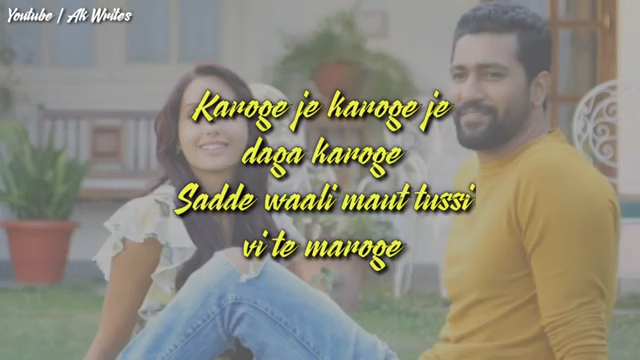 Youtube | Ak Writes
Karoge je karoge je
daga karoge
Sadde waali maut tussi
vi te maroge